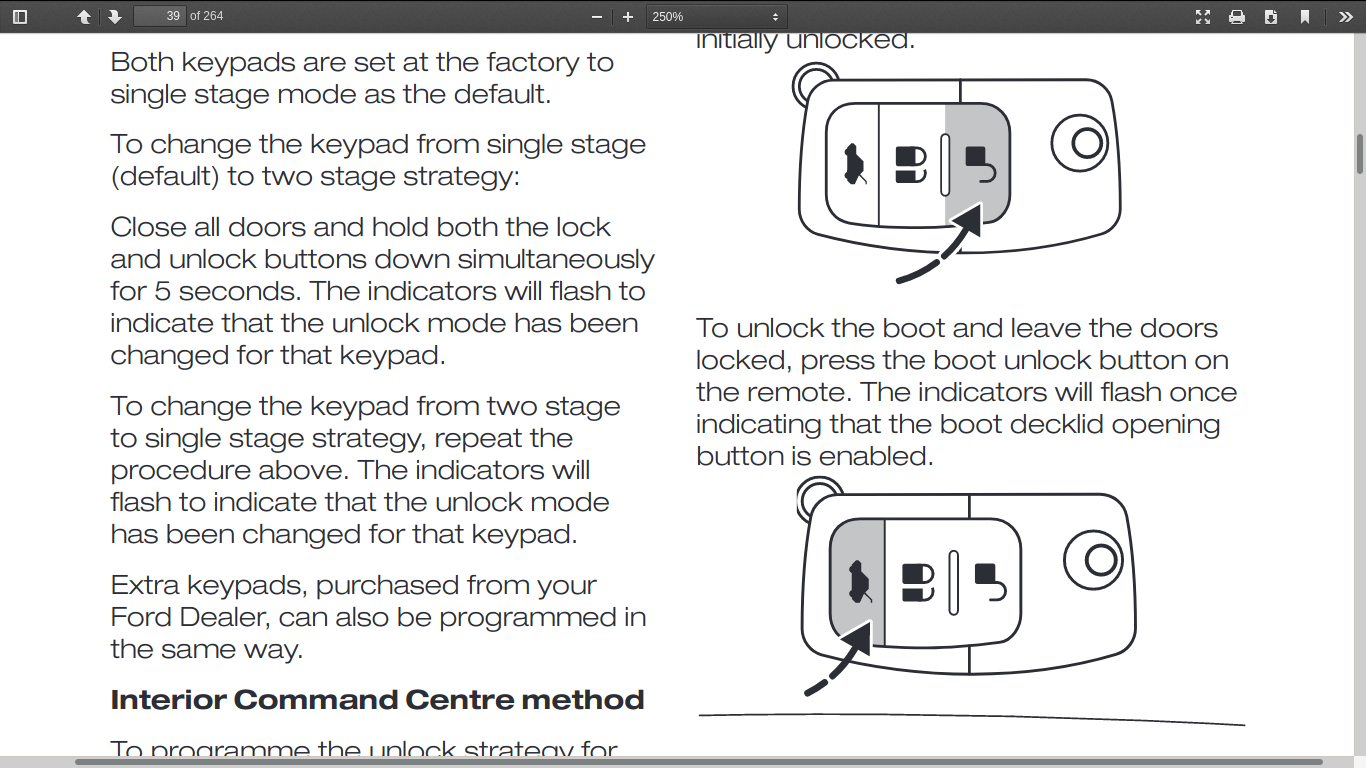 39 of 264
250%
Both keypads are set at the factory to
single stage mode as the default.
To change the keypad from single stage
(default) to two stage strategy:
Close all doors and hold both the lock
and unlock buttons down simultaneously
for 5 seconds. The indicators will flash to
indicate that the unlock mode has been
changed for that keypad.
To change the keypad from two stage
to single stage strategy, repeat the
procedure above. The indicators will
flash to indicate that the unlock mode
has been changed for that keypad.
Extra keypads, purchased from your
Ford Dealer, can also be programmed in
the same way.
Interior Command Centre method
To programme the unlock strategy for
initially unlocked.
To unlock the boot and leave the doors
locked, press the boot unlock button on
the remote. The indicators will flash once
indicating that the boot decklid opening
button is enabled.